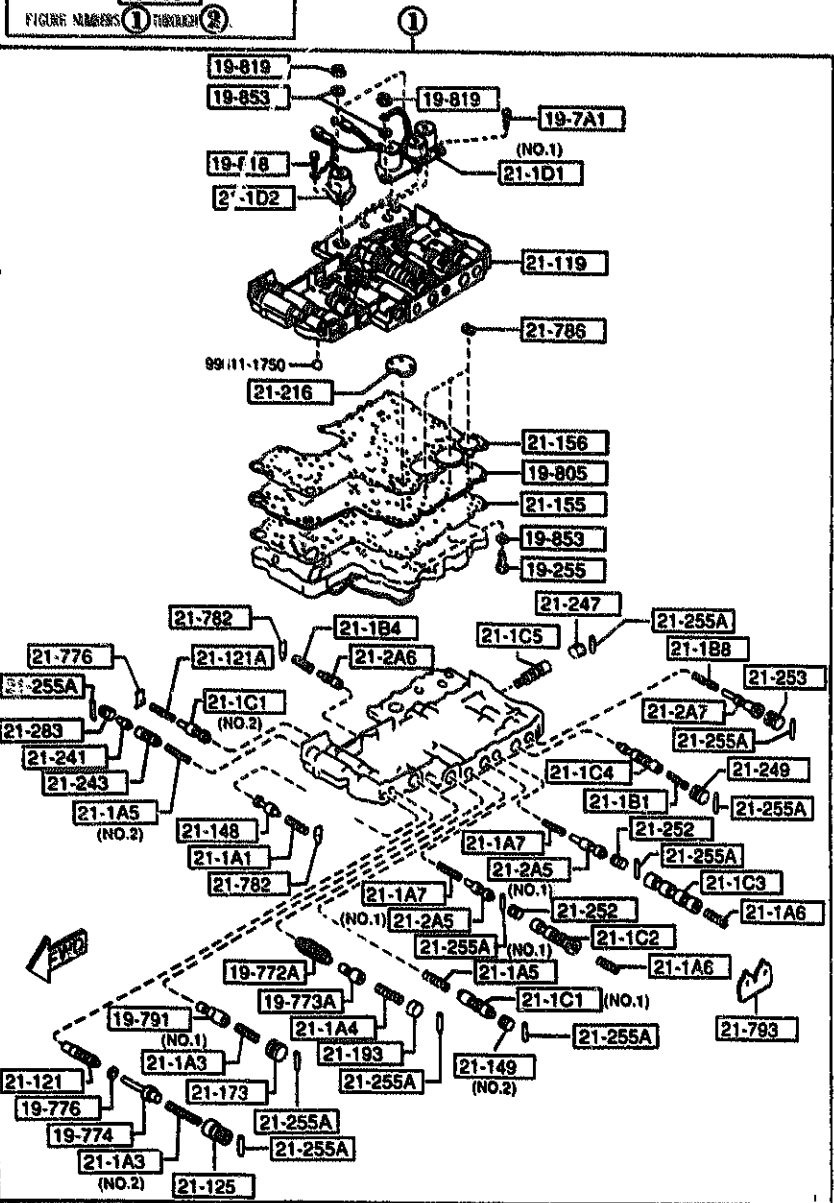 FIGURE NUMBERS 1 THROUGH 2.
1
19-819
19-853
19-819
19-7A1
(NO.1)
21-1D1
21-1D2
21-119
21-786
21-216
21-156
19-805
21-155
19-853
19-255
21-247
21-782
21-1B4
21-1C5
21-255A
21-1B8
21-776
21-121A
21-2A6
21-253
21-255A
21-1C1
(NO.2)
21-2A7
21-283
21-255A
21-241
21-1C4
21-249
21-243
21-1B1
21-255A
21-1A5
(NO.2)
21-148
21-252
21-1A7
21-1A1
21-2A5
(NO.1)
21-255A
21-782
21-1A7
21-1C3
(NO.1)
21-2A5
21-252
21-1A6
21-255A
(NO.1)
21-1C2
FWD
19-772A
21-1A5
21-1A6
19-773A
21-1C1
(NO.1)
19-791
(NO.1)
21-1A4
21-793
21-193
21-255A
21-1A3
21-255A
21-149
(NO.2)
21-121
21-173
19-776
21-255A
19-774
21-255A
21-1A3
(NO.2)
21-125